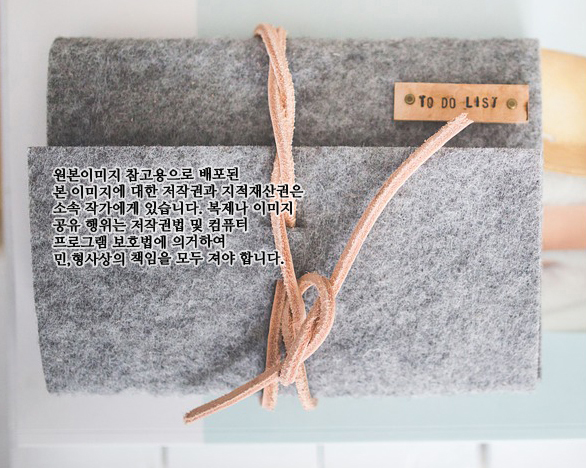 TO DO LIST
원본이미지 참고용으로 배포된
본 이미지에 대한 저작권과 지적재산권은
소속 작가에게 있습니다. 복제나 이미지
공유 행위는 저작권법 및 컴퓨터
프로그램 보호법에 의거하여
민,형사상의 책임을 모두 져야 합니다.